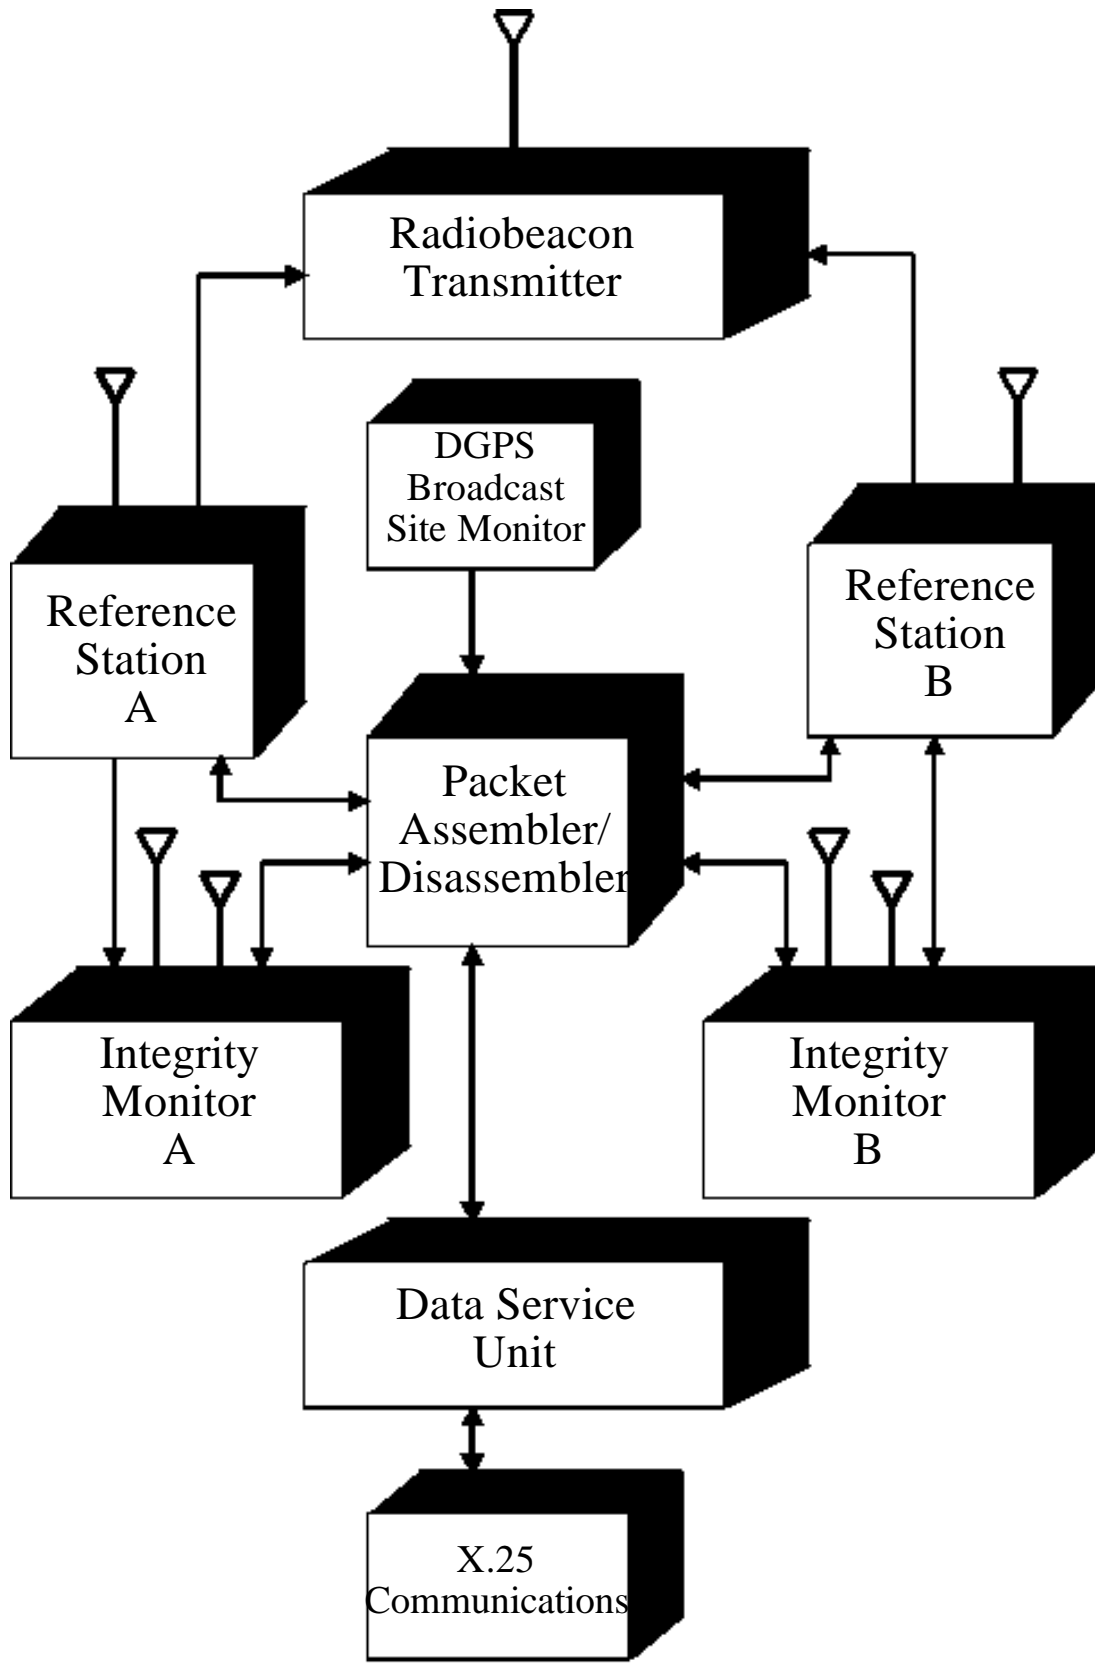 Radiobeacon
Transmitter
DGPS
Broadcast
Site Monitor
Reference
Station
A
Reference
Station
B
Packet
Assembler/
Disassembler
Integrity
Monitor
A
Integrity
Monitor
B
Data Service
Unit
X.25
Communications